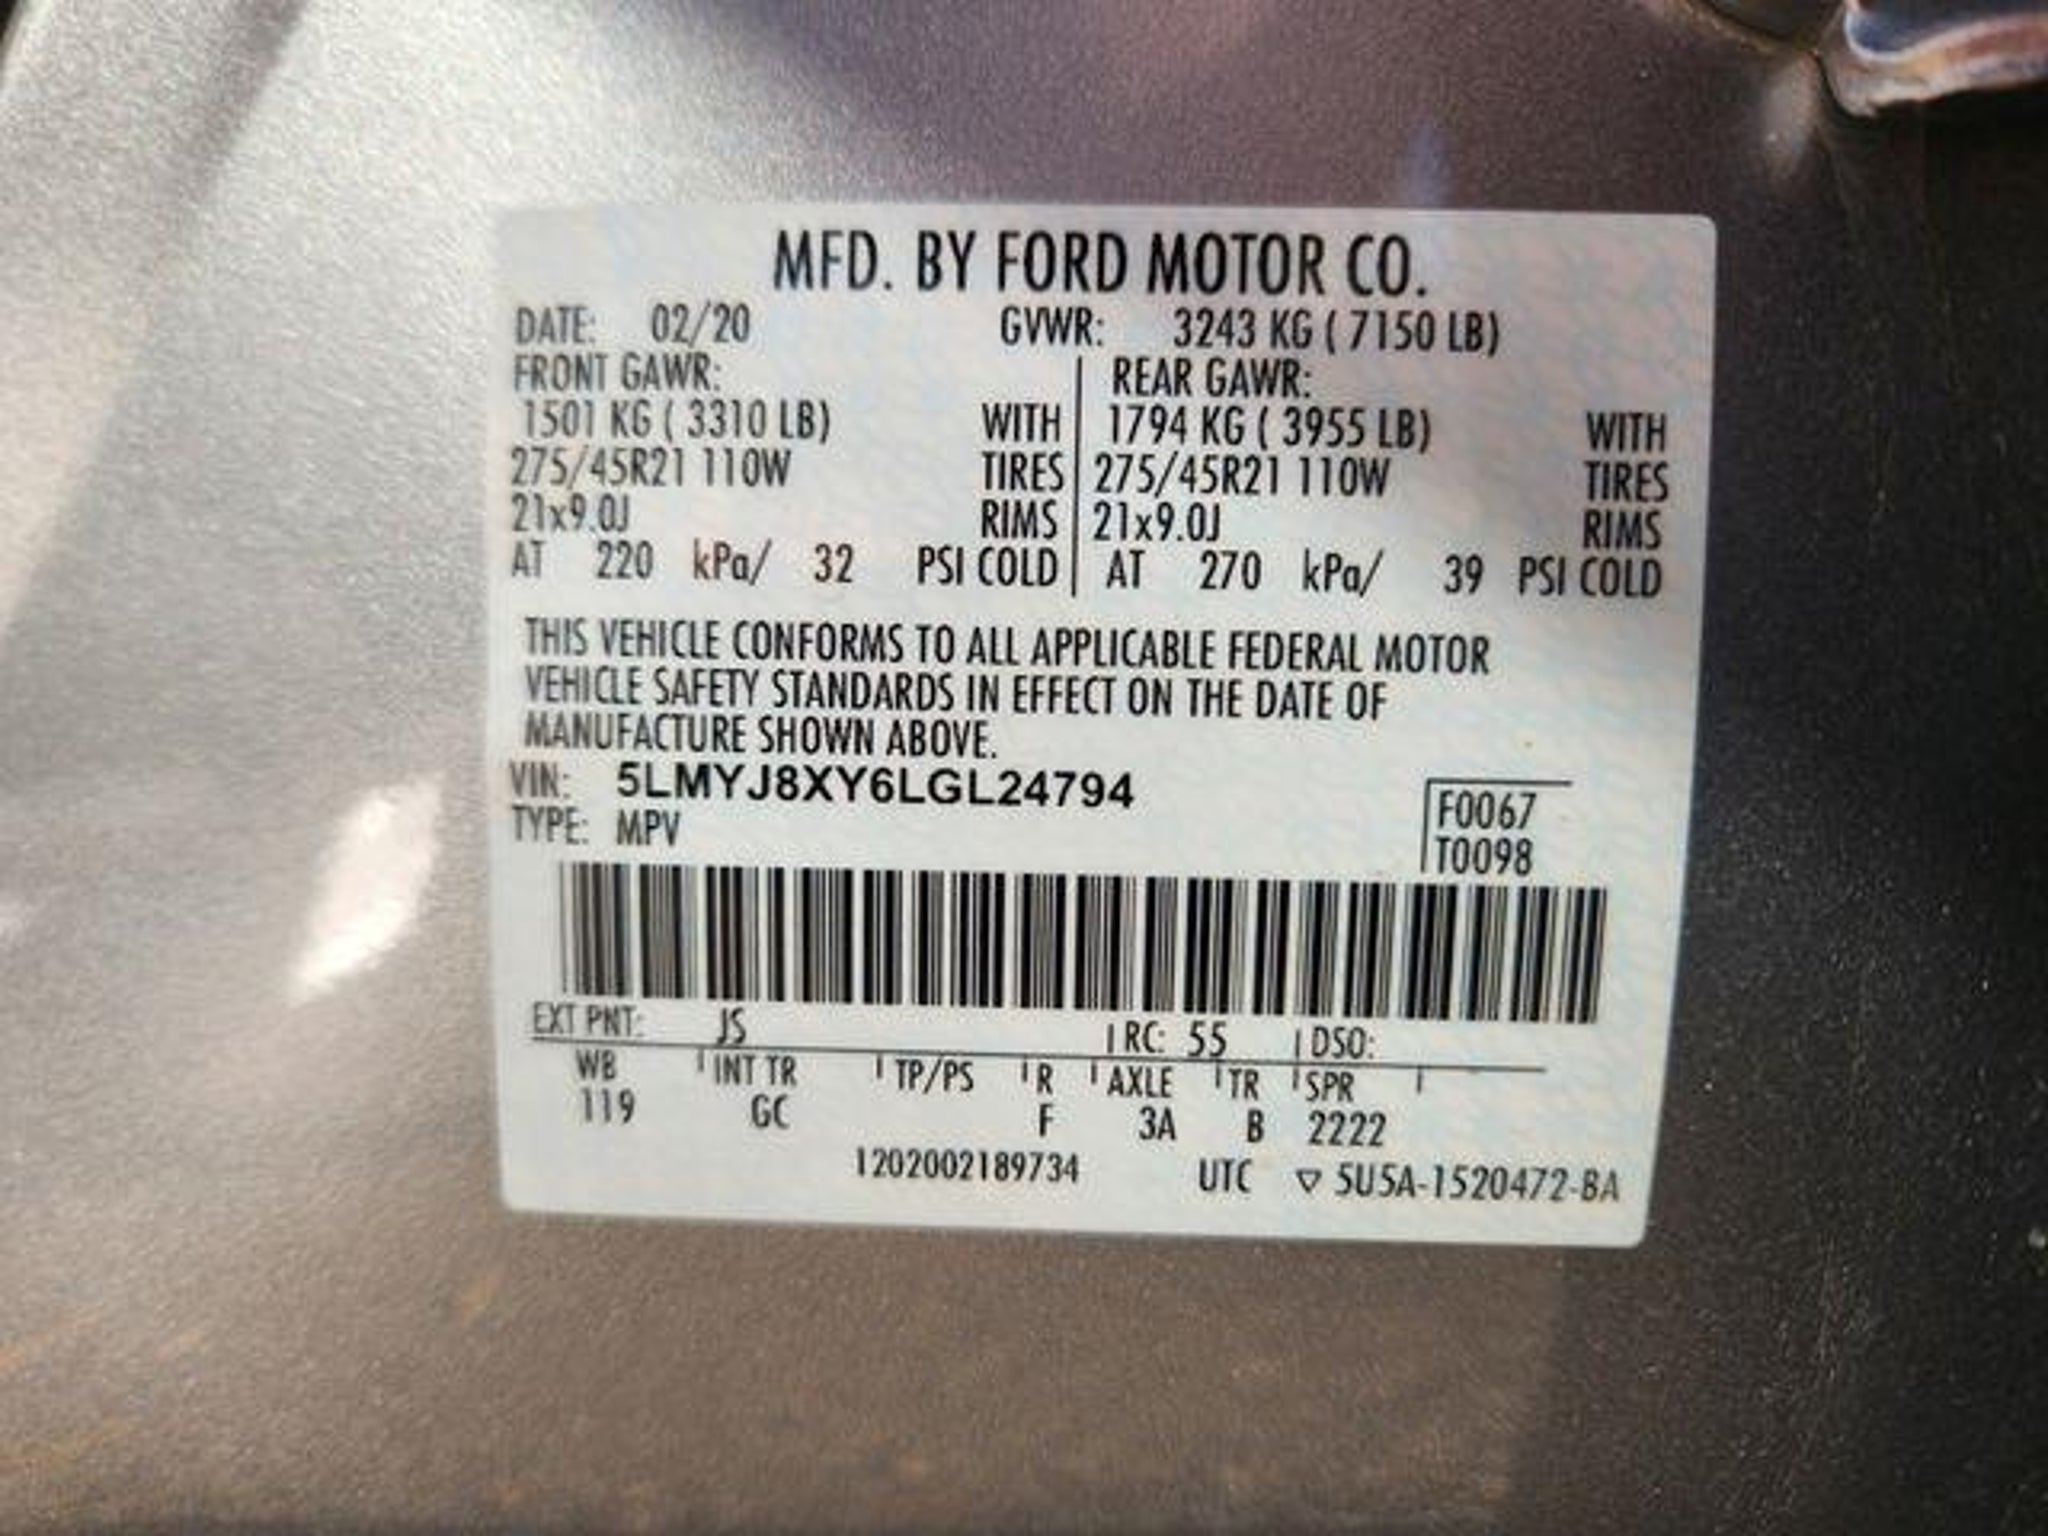 MFD. BY FORD MOTOR CO.
DATE: 02/20 GVWR: 3243 KG ( 7150 LB)
FRONT GAWR: REAR GAWR:
1501 KG ( 3310 LB) WITH 1794 KG ( 3955 LB) WITH
275/45R21 110W TIRES 275/45R21 110W TIRES
21x9.0J RIMS 21x9.0J RIMS
AT 220 kPa/ 32 PSI COLD AT 270 kPa/ 39 PSI COLD
THIS VEHICLE CONFORMS TO ALL APPLICABLE FEDERAL MOTOR
VEHICLE SAFETY STANDARDS IN EFFECT ON THE DATE OF
MANUFACTURE SHOWN ABOVE.
VIN: 5LMYJ8XY6LGL24794
F0067
TYPE: MPV
T0098
EXT PNT: JS RC: 55 DSO:
WB INT TR TP/PS R AXLE TR SPR
119 GC F 3A B 2222
1202002189734 UTC ▽ 5U5A-1520472-BA